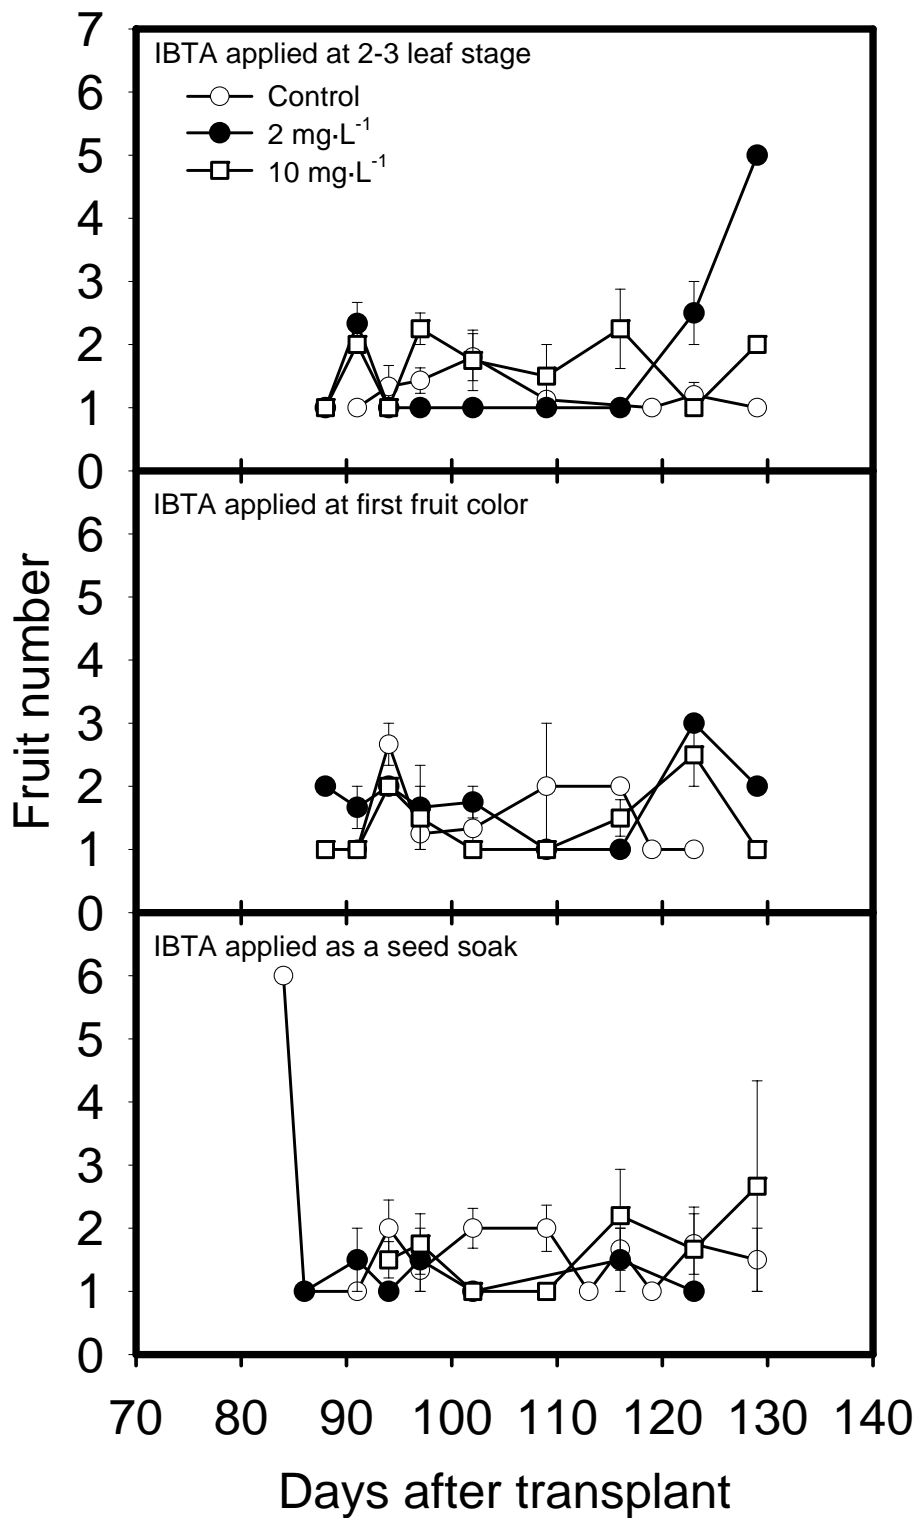 7
IBTA applied at 2-3 leaf stage
6
Control
5
2 mg·L⁻¹
10 mg·L⁻¹
4
3
2
1
0
IBTA applied at first fruit color
6
5
4
Fruit number
3
2
1
0
IBTA applied as a seed soak
6
5
4
3
2
1
0
70 80 90 100 110 120 130 140
Days after transplant